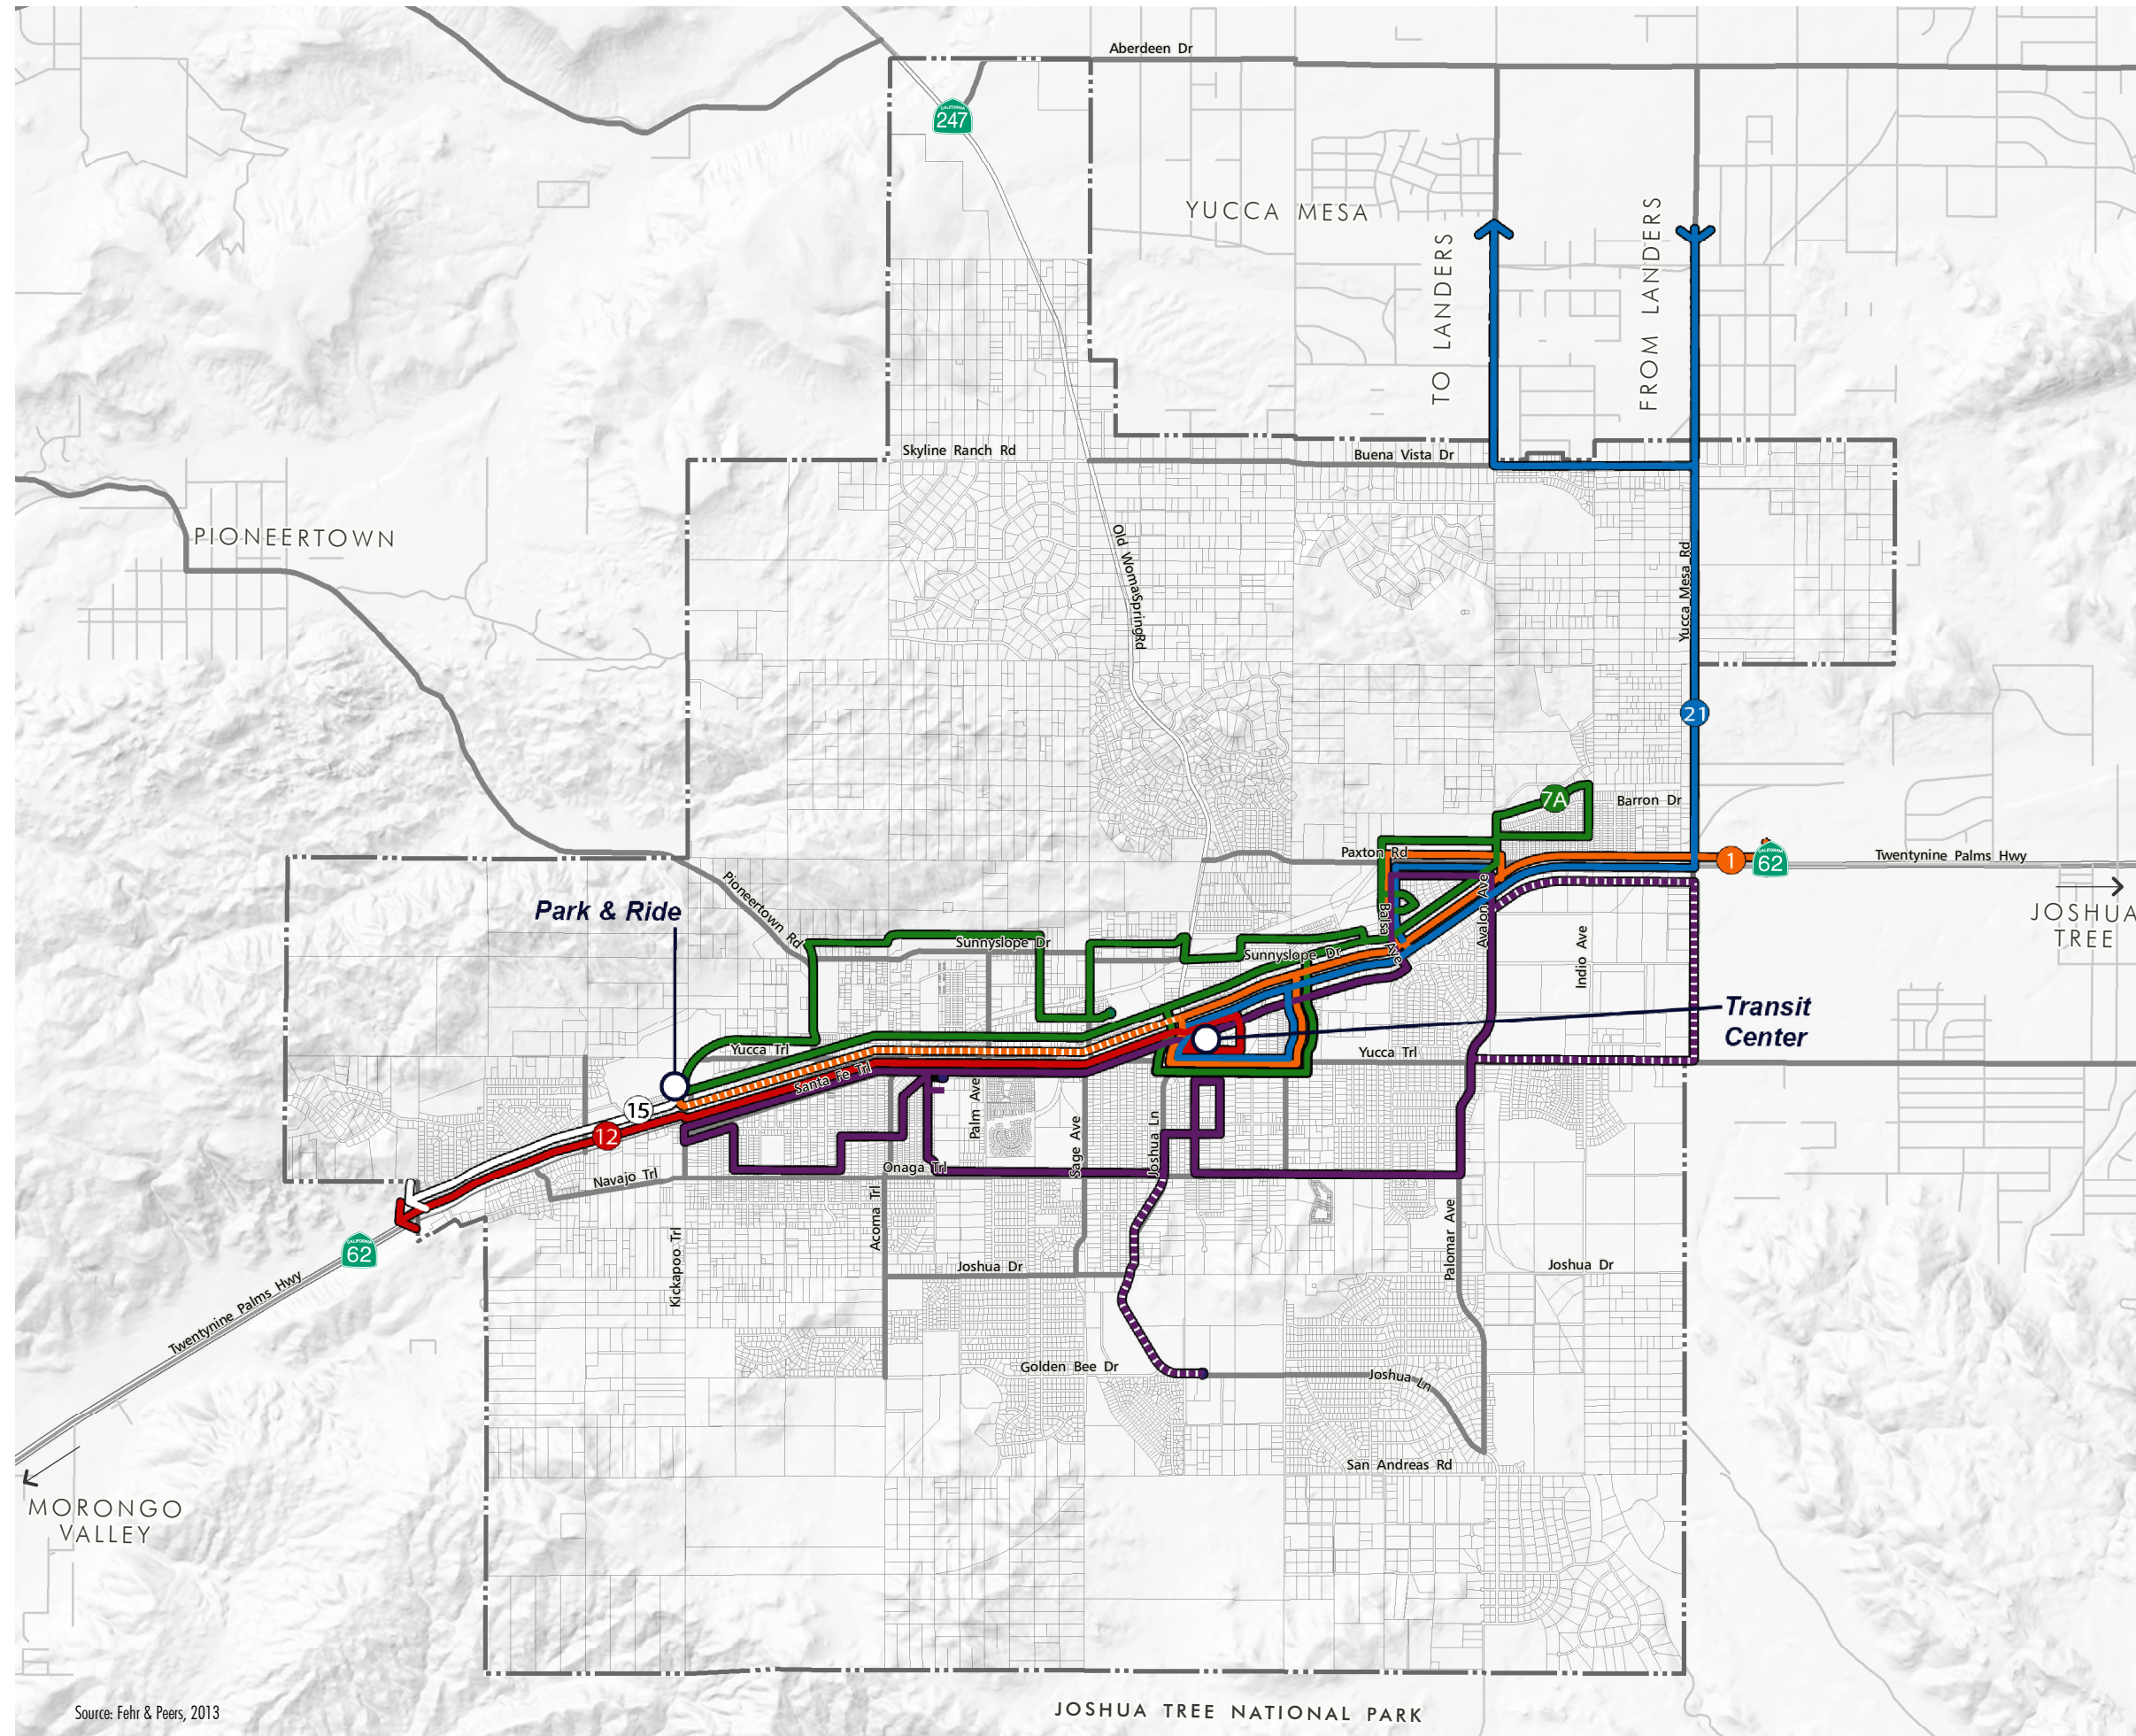 Aberdeen Dr
CALIFORNIA
247
YUCCA MESA
TO LANDERS
FROM LANDERS
Skyline Ranch Rd
Buena Vista Dr
PIONEERTOWN
Old Woman Spring Rd
Yucca Mesa Rd
21
7A
Barron Dr
Paxton Rd
1
CALIFORNIA
62
Twentynine Palms Hwy
Pioneertown Rd
Park & Ride
Balsa Ave
Avalon Ave
JOSHUA
TREE
Sunnyslope Dr
Sunnyslope Dr
Indio Ave
Transit
Center
Yucca Trl
Yucca Trl
Santa Fe Trl
15
12
Palm Ave
Sage Ave
Joshua Ln
Onaga Trl
Navajo Trl
Kickapoo Trl
Acoma Trl
Palomar Ave
CALIFORNIA
62
Joshua Dr
Joshua Dr
Twentynine Palms Hwy
Golden Bee Dr
Joshua Ln
San Andreas Rd
MORONGO
VALLEY
Source: Fehr & Peers, 2013
JOSHUA TREE NATIONAL PARK